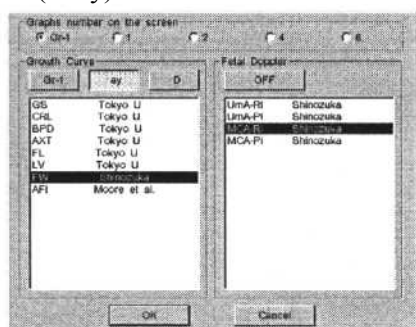 Graphs number on the screen
Gr-1 1 2 4 6
Growth Curve
Gr-1 ay D
GS Tokyo U
CRL Tokyo U
BPD Tokyo U
AXT Tokyo U
FL Tokyo U
LV Tokyo U
FW Shinozuka
AFI Moore et al.
Fetal Doppler
OFF
UmA-RI Shinozuka
UmA-PI Shinozuka
MCA-RI Shinozuka
MCA-PI Shinozuka
OK Cancel